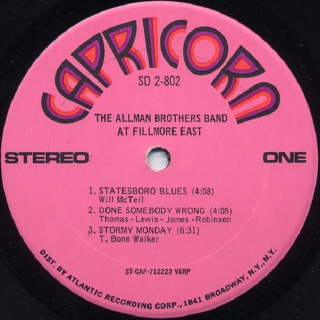 CAPRICORN
SD 2-802
THE ALLMAN BROTHERS BAND
AT FILLMORE EAST
STEREO ONE
1. STATESBORO BLUES (4:08)
Will McTell
2. DONE SOMEBODY WRONG (4:05)
Thomas - Lewis - James - Robinson
3. STORMY MONDAY (8:31)
T. Bone Walker
ST-CAP-712223 VSRP
DIST. BY ATLANTIC RECORDING CORP., 1841 BROADWAY, N.Y., N.Y.